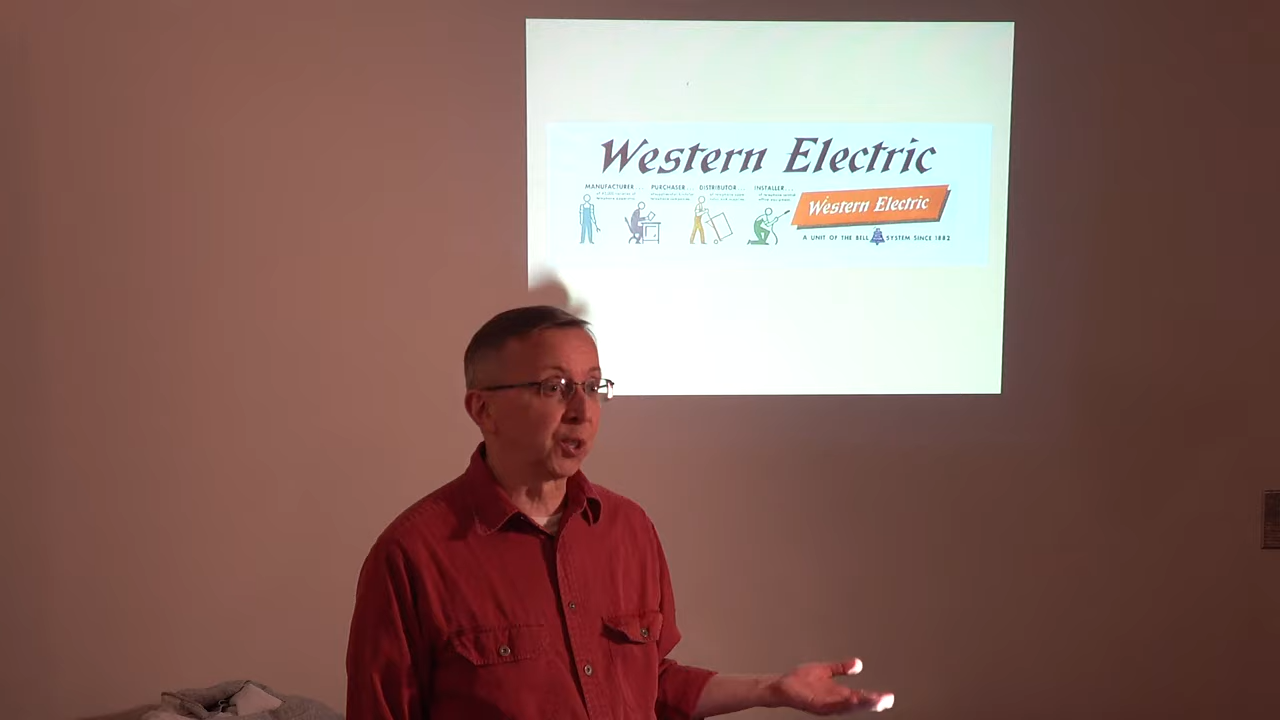 Western Electric
MANUFACTURER... PURCHASER... DISTRIBUTOR... INSTALLER...
Western Electric
A UNIT OF THE BELL SYSTEM SINCE 1882